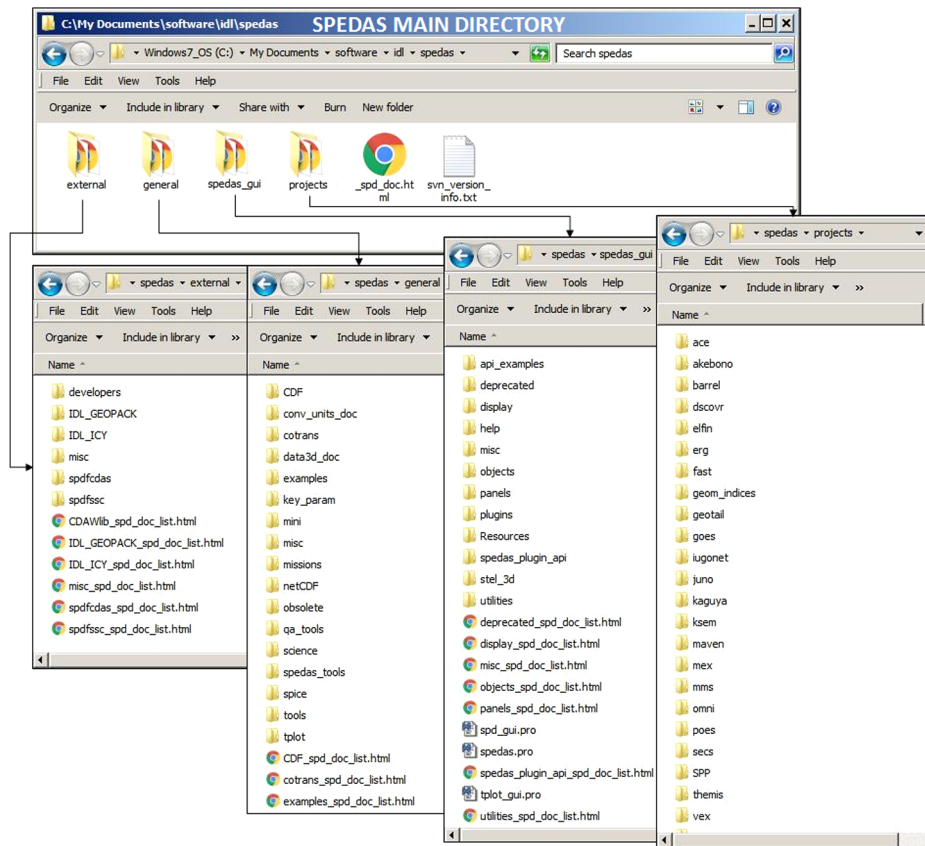 C:\My Documents\software\idl\spedas SPEDAS MAIN DIRECTORY
Windows7_OS (C:) My Documents software idl spedas Search spedas
File Edit View Tools Help
Organize Include in library Share with Burn New folder
external
general
spedas_gui
projects
_spd_doc.ht
ml
svn_version_
info.txt
spedas external
File Edit View Tools Help
Organize Include in library »
Name
developers
IDL_GEOPACK
IDL_ICY
misc
spdfcdas
spdfssc
CDAWlib_spd_doc_list.html
IDL_GEOPACK_spd_doc_list.html
IDL_ICY_spd_doc_list.html
misc_spd_doc_list.html
spdfcdas_spd_doc_list.html
spdfssc_spd_doc_list.html
spedas general
File Edit View Tools Help
Organize Include in library
Name
CDF
conv_units_doc
cotrans
data3d_doc
examples
key_param
mini
misc
missions
netCDF
obsolete
qa_tools
science
spedas_tools
spice
tools
tplot
CDF_spd_doc_list.html
cotrans_spd_doc_list.html
examples_spd_doc_list.html
spedas spedas_gui
File Edit View Tools Help
Organize Include in library »
Name
api_examples
deprecated
display
help
misc
objects
panels
plugins
Resources
spedas_plugin_api
stel_3d
utilities
deprecated_spd_doc_list.html
display_spd_doc_list.html
misc_spd_doc_list.html
objects_spd_doc_list.html
panels_spd_doc_list.html
spd_gui.pro
spedas.pro
spedas_plugin_api_spd_doc_list.html
tplot_gui.pro
utilities_spd_doc_list.html
spedas projects
File Edit View Tools Help
Organize Include in library »
Name
ace
akebono
barrel
dscovr
elfin
erg
fast
geom_indices
geotail
goes
iugonet
juno
kaguya
ksem
maven
mex
mms
omni
poes
secs
SPP
themis
vex